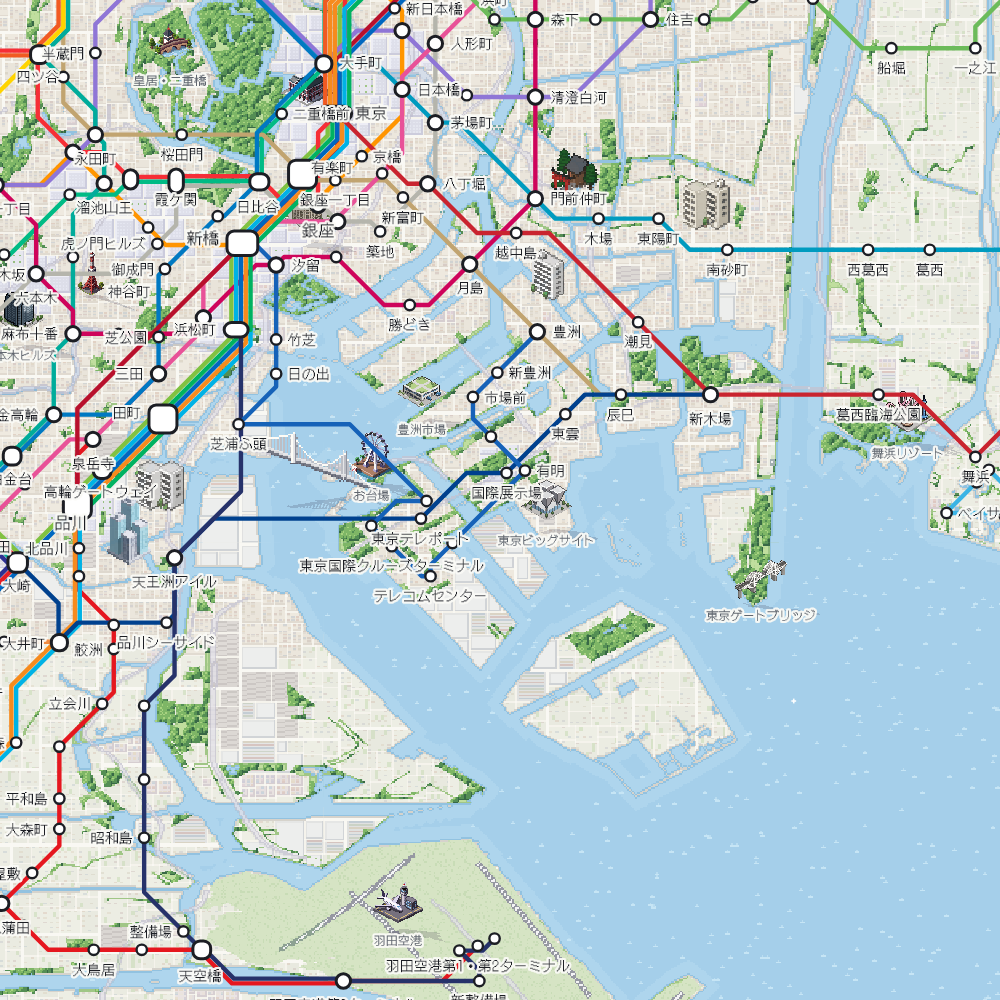 新日本橋
森下
住吉
人形町
半蔵門
船堀
一之江
四ツ谷
大手町
皇居・二重橋
日本橋
清澄白河
二重橋前
東京
茅場町
永田町
桜田門
有楽町
京橋
八丁堀
溜池山王
霞ケ関
日比谷
銀座一丁目
新富町
門前仲町
銀座
新橋
虎ノ門ヒルズ
築地
木場
東陽町
越中島
御成門
汐留
南砂町
西葛西
葛西
六本木
神谷町
月島
麻布十番
芝公園
浜松町
勝どき
豊洲
潮見
竹芝
三田
日の出
新豊洲
市場前
豊洲市場
田町
芝浦ふ頭
東雲
辰巳
新木場
葛西臨海公園
舞浜リゾート
舞浜
泉岳寺
高輪ゲートウェイ
お台場
有明
国際展示場
品川
北品川
東京テレポート
東京ビッグサイト
東京国際クルーズターミナル
大崎
天王洲アイル
テレコムセンター
東京ゲートブリッジ
大井町
鮫洲
品川シーサイド
立会川
平和島
大森町
昭和島
整備場
羽田空港
羽田空港第1・第2ターミナル
大鳥居
天空橋